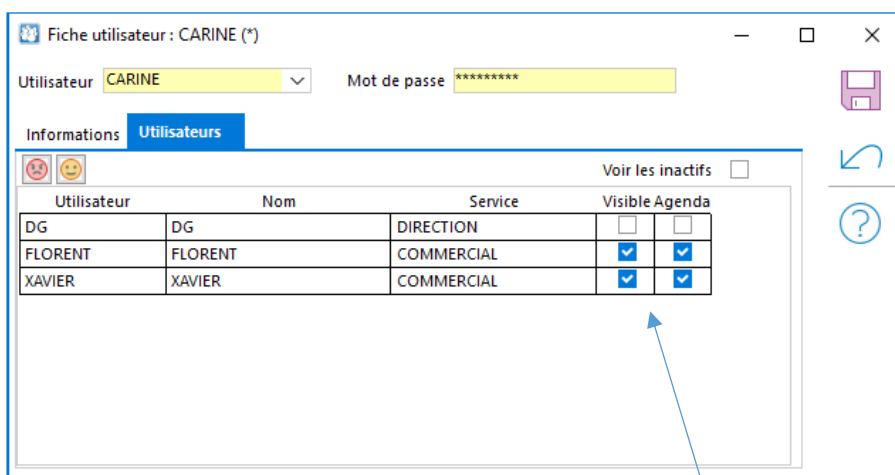 Fiche utilisateur : CARINE (*)
Utilisateur CARINE Mot de passe *********
Informations Utilisateurs
Voir les inactifs
Utilisateur Nom Service Visible Agenda
DG DG DIRECTION
FLORENT FLORENT COMMERCIAL
XAVIER XAVIER COMMERCIAL